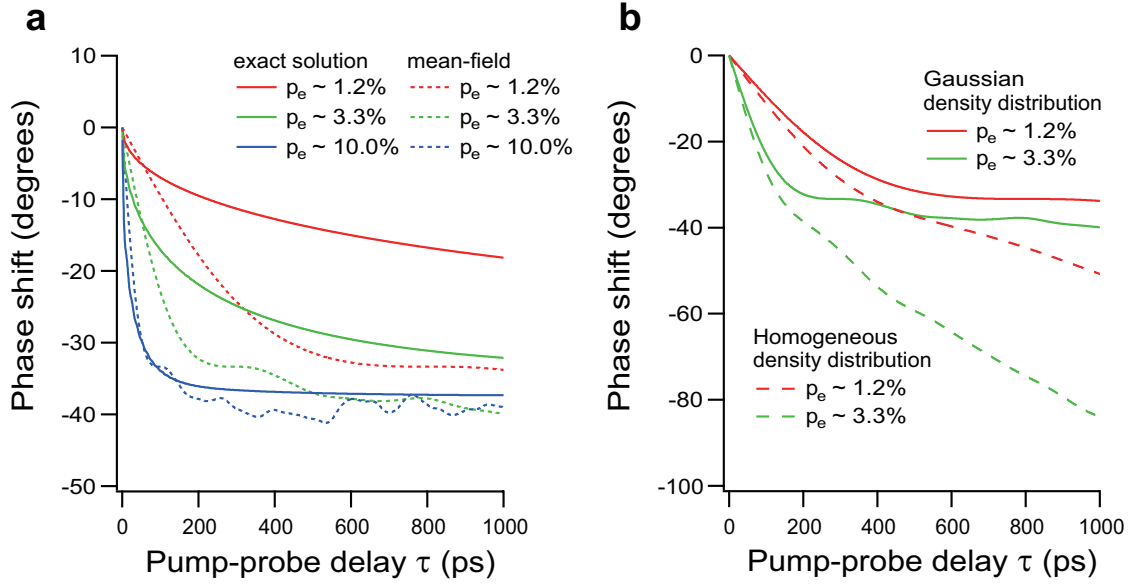 a
exact solution
mean-field
pₑ ~ 1.2%
pₑ ~ 1.2%
pₑ ~ 3.3%
pₑ ~ 3.3%
pₑ ~ 10.0%
pₑ ~ 10.0%
10
0
-10
-20
-30
-40
-50
Phase shift (degrees)
0
200
400
600
800
1000
Pump-probe delay τ (ps)
b
Gaussian
density distribution
pₑ ~ 1.2%
pₑ ~ 3.3%
Homogeneous
density distribution
pₑ ~ 1.2%
pₑ ~ 3.3%
0
-20
-40
-60
-80
-100
Phase shift (degrees)
0
200
400
600
800
1000
Pump-probe delay τ (ps)